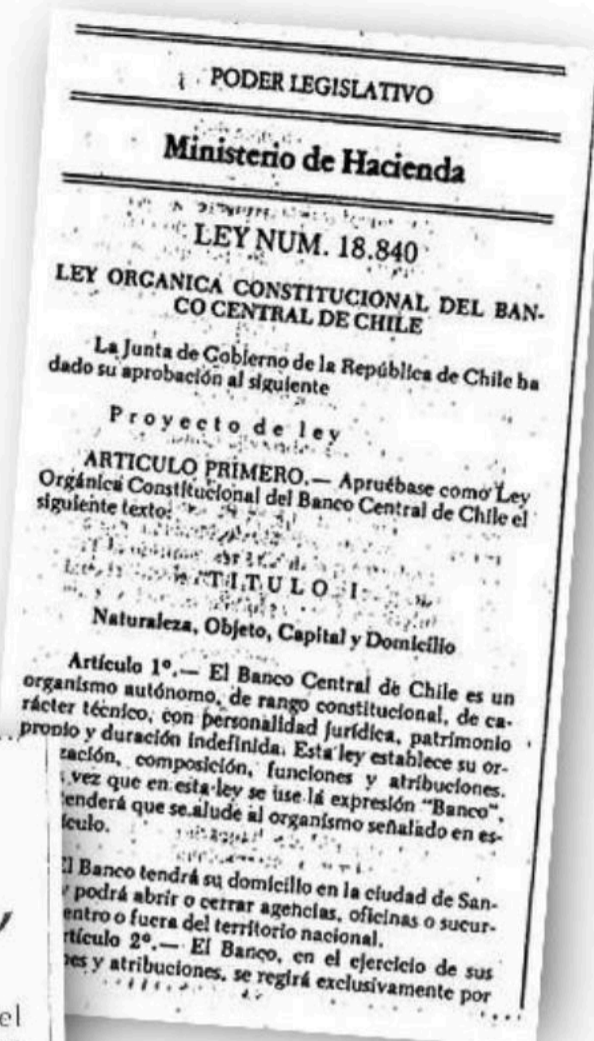 PODER LEGISLATIVO
Ministerio de Hacienda
LEY NUM. 18.840
LEY ORGANICA CONSTITUCIONAL DEL BAN-
CO CENTRAL DE CHILE
La Junta de Gobierno de la República de Chile ha
dado su aprobación al siguiente
Proyecto de ley
ARTICULO PRIMERO.— Apruébase como Ley
Orgánica Constitucional del Banco Central de Chile el
siguiente texto:
TITULO I
Naturaleza, Objeto, Capital y Domicilio
Artículo 1º.— El Banco Central de Chile es un
organismo autónomo, de rango constitucional, de ca-
rácter técnico, con personalidad jurídica, patrimonio
propio y duración indefinida. Esta ley establece su or-
zación, composición, funciones y atribuciones.
vez que en esta ley se use la expresión "Banco",
enderá que se alude al organismo señalado en es-
ículo.
El Banco tendrá su domicilio en la ciudad de San-
podrá abrir o cerrar agencias, oficinas o sucur-
entro o fuera del territorio nacional.
rtículo 2º.— El Banco, en el ejercicio de sus
nes y atribuciones, se regirá exclusivamente por
el